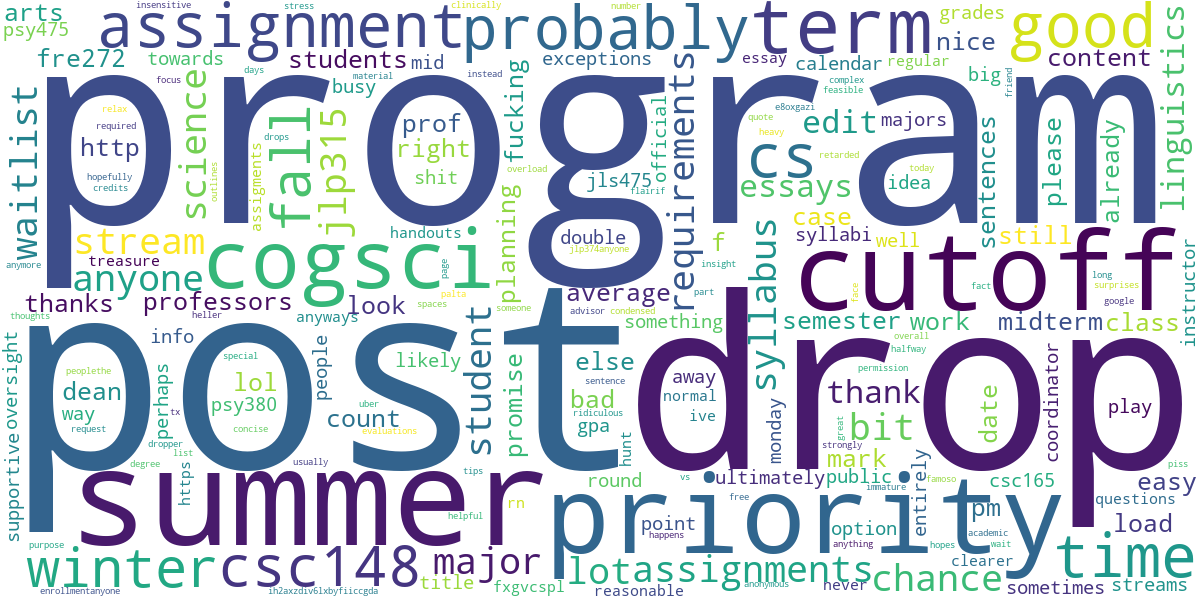 program
post
drop
cutoff
summer
priority
assignment
probably
term
good
cogsci
csc148
winter
time
fall
cs
stream
anyone
waitlist
science
jlp315
students
student
syllabus
requirements
linguistics
essays
edit
thank
thanks
professors
major
lot
assignments
chance
bit
load
easy
midterm
class
content
nice
arts
psy475
fre272
towards
mid
busy
exceptions
fucking
official
essay
calendar
regular
grades
big
majors
sentences
please
already
idea
case
syllabi
well
still
instructor
http
prof
right
shit
jls475
double
f
planning
handouts
look
average
something
semester
work
info
likely
else
away
normal
ive
monday
play
date
coordinator
dean
way
lol
psy380
people
count
promise
bad
gpa
hunt
mark
public
ultimately
csc165
questions
pm
option
entirely
point
round
rn
title
fxgvcspl
reasonable
never
sometimes
streams
clearer
supportive
oversight
perhaps
https
treasure
anyways
insensitive
stress
clinically
number
focus
days
material
instead
complex
feasible
friend
e8oxgazi
quote
heavy
today
retarded
relax
required
hopefully
credits
outlines
assigments
drops
overload
flairif
jlp374anyone
insight
part
anymore
thoughts
heller
page
palto
spaces
someone
advisor
condensed
long
fact
surprises
google
face
overall
halfway
permission
peoplethe
special
request
tx
uber
sentence
ridiculous
concise
evaluations
dropper
list
degree
usually
tips
helpful
vs
free
happens
strongly
great
immature
famoso
piss
academic
anything
hopes
wait
purpose
enrollmentanyone
ih2axzdiv6lxbyfiiccgda
anonymous